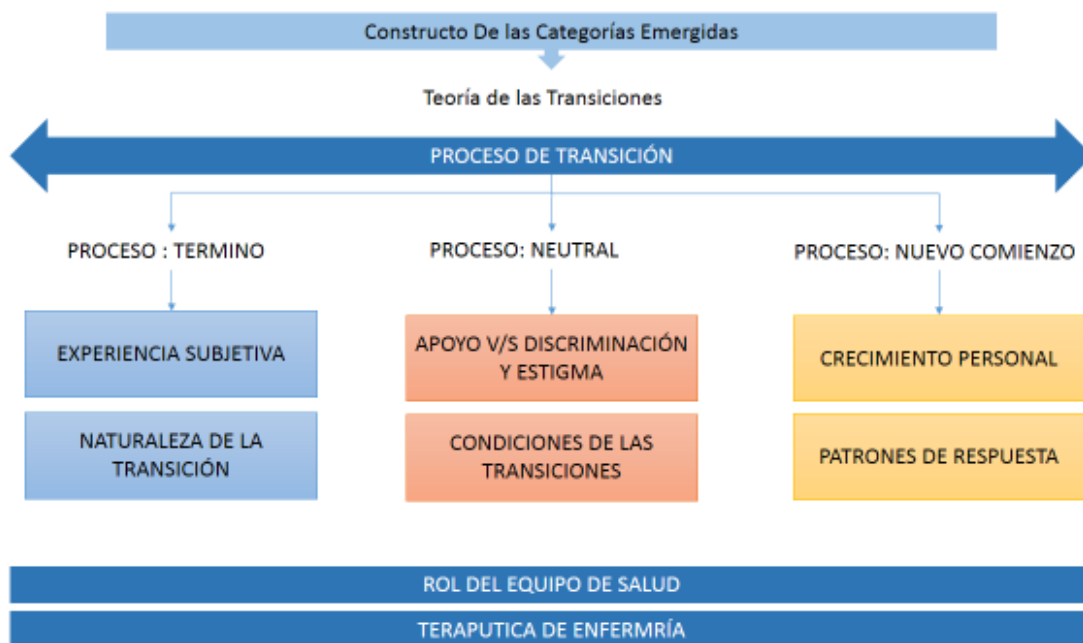 Constructo De las Categorías Emergidas
Teoría de las Transiciones
PROCESO DE TRANSICIÓN
PROCESO : TERMINO
PROCESO: NEUTRAL
PROCESO: NUEVO COMIENZO
EXPERIENCIA SUBJETIVA
APOYO V/S DISCRIMINACIÓN
Y ESTIGMA
CRECIMIENTO PERSONAL
NATURALEZA DE LA
TRANSICIÓN
CONDICIONES DE LAS
TRANSICIONES
PATRONES DE RESPUESTA
ROL DEL EQUIPO DE SALUD
TERAPUTICA DE ENFERMRÍA